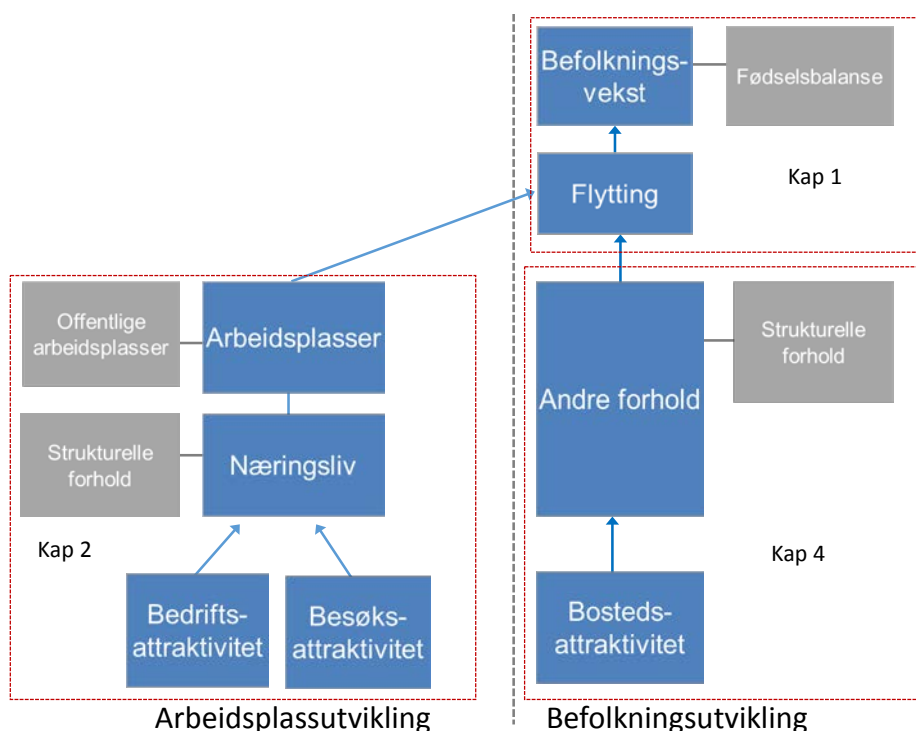 Befolknings-
vekst
Fødselsbalanse
Flytting
Kap 1
Offentlige
arbeidsplasser
Arbeidsplasser
Strukturelle
forhold
Næringsliv
Kap 2
Bedrifts-
attraktivitet
Besøks-
attraktivitet
Arbeidsplassutvikling
Andre forhold
Strukturelle
forhold
Kap 4
Bosteds-
attraktivitet
Befolkningsutvikling